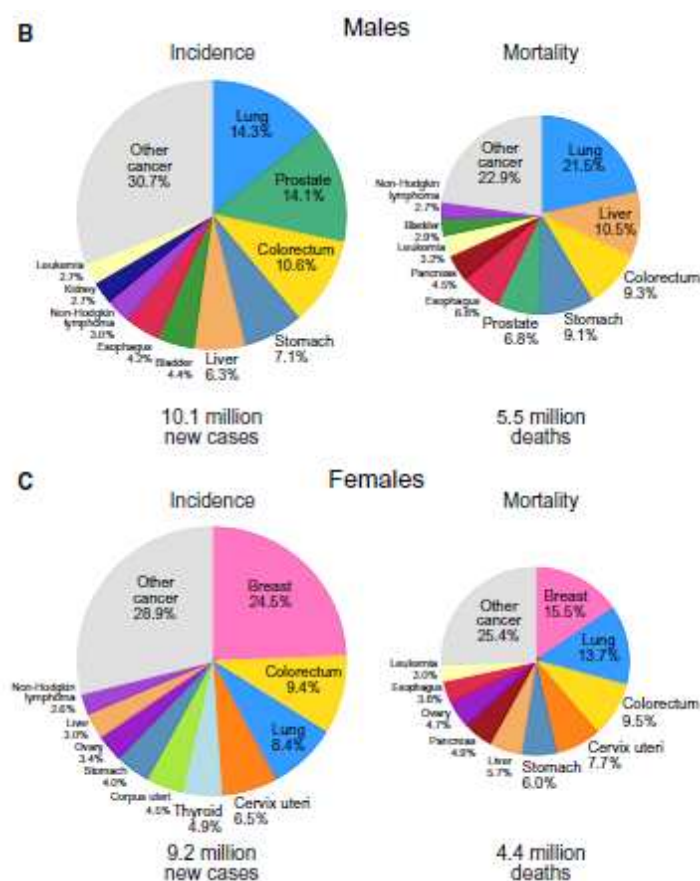 B
Males
Incidence
Mortality
Lung
14.3%
Prostate
14.1%
Colorectum
10.6%
Stomach
7.1%
Liver
6.3%
Bladder
4.4%
Esophagus
4.2%
Non-Hodgkin
lymphoma
3.0%
Kidney
2.7%
Leukemia
2.7%
Other
cancer
30.7%
10.1 million
new cases
Lung
21.5%
Liver
10.5%
Colorectum
9.3%
Stomach
9.1%
Prostate
6.8%
Esophagus
6.8%
Pancreas
4.5%
Leukemia
3.2%
Bladder
2.9%
Non-Hodgkin
lymphoma
2.7%
Other
cancer
22.9%
5.5 million
deaths
C
Females
Incidence
Mortality
Breast
24.5%
Colorectum
9.4%
Lung
8.4%
Cervix uteri
6.5%
Thyroid
4.9%
Corpus uteri
4.5%
Stomach
4.0%
Ovary
3.4%
Liver
3.0%
Non-Hodgkin
lymphoma
2.6%
Other
cancer
28.9%
9.2 million
new cases
Breast
15.5%
Lung
13.7%
Colorectum
9.5%
Cervix uteri
7.7%
Stomach
6.0%
Liver
5.7%
Pancreas
4.9%
Ovary
4.7%
Esophagus
3.8%
Leukemia
3.0%
Other
cancer
25.4%
4.4 million
deaths